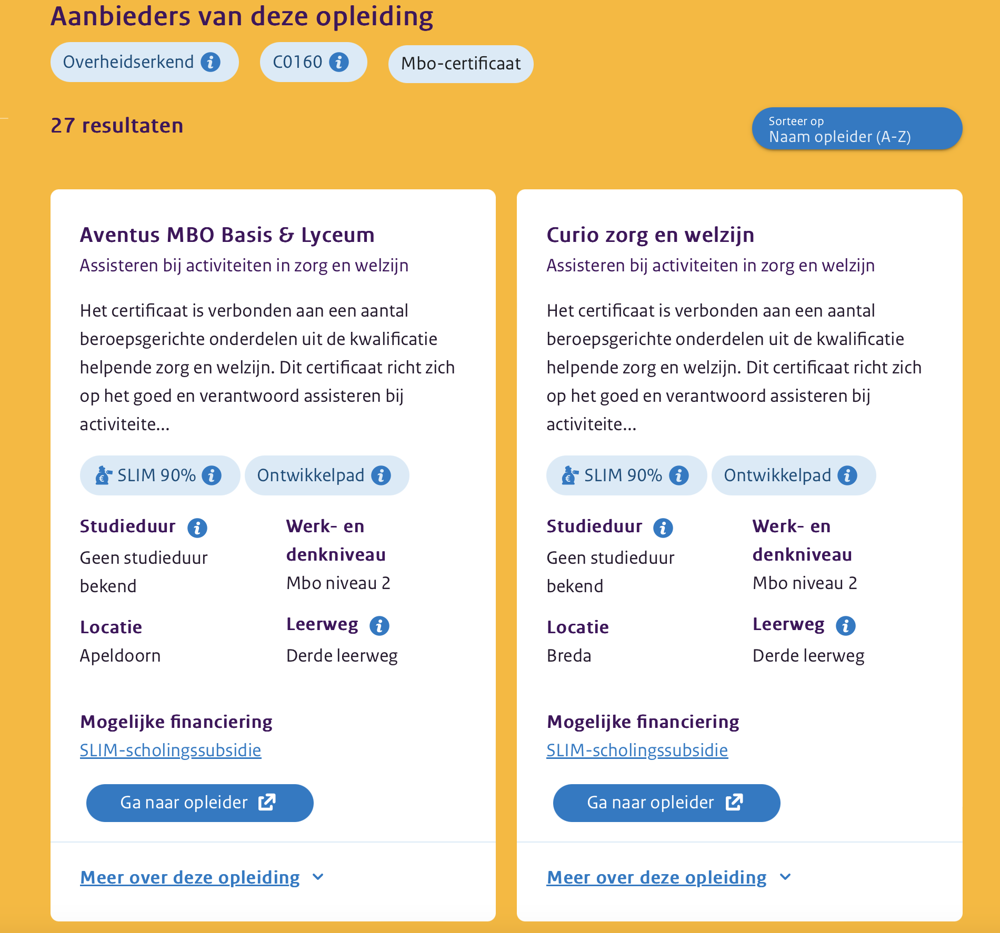 Aanbieders van deze opleiding
Overheidserkend
C0160
Mbo-certificaat
27 resultaten
Sorteer op
Naam opleider (A-Z)
Aventus MBO Basis & Lyceum
Assisteren bij activiteiten in zorg en welzijn
Het certificaat is verbonden aan een aantal
beroepsgerichte onderdelen uit de kwalificatie
helpende zorg en welzijn. Dit certificaat richt zich
op het goed en verantwoord assisteren bij
activiteite...
SLIM 90%
Ontwikkelpad
Studieduur
Geen studieduur
bekend
Werk- en
denkniveau
Mbo niveau 2
Locatie
Apeldoorn
Leerweg
Derde leerweg
Mogelijke financiering
SLIM-scholingssubsidie
Ga naar opleider
Meer over deze opleiding
Curio zorg en welzijn
Assisteren bij activiteiten in zorg en welzijn
Het certificaat is verbonden aan een aantal
beroepsgerichte onderdelen uit de kwalificatie
helpende zorg en welzijn. Dit certificaat richt zich
op het goed en verantwoord assisteren bij
activiteite...
SLIM 90%
Ontwikkelpad
Studieduur
Geen studieduur
bekend
Werk- en
denkniveau
Mbo niveau 2
Locatie
Breda
Leerweg
Derde leerweg
Mogelijke financiering
SLIM-scholingssubsidie
Ga naar opleider
Meer over deze opleiding